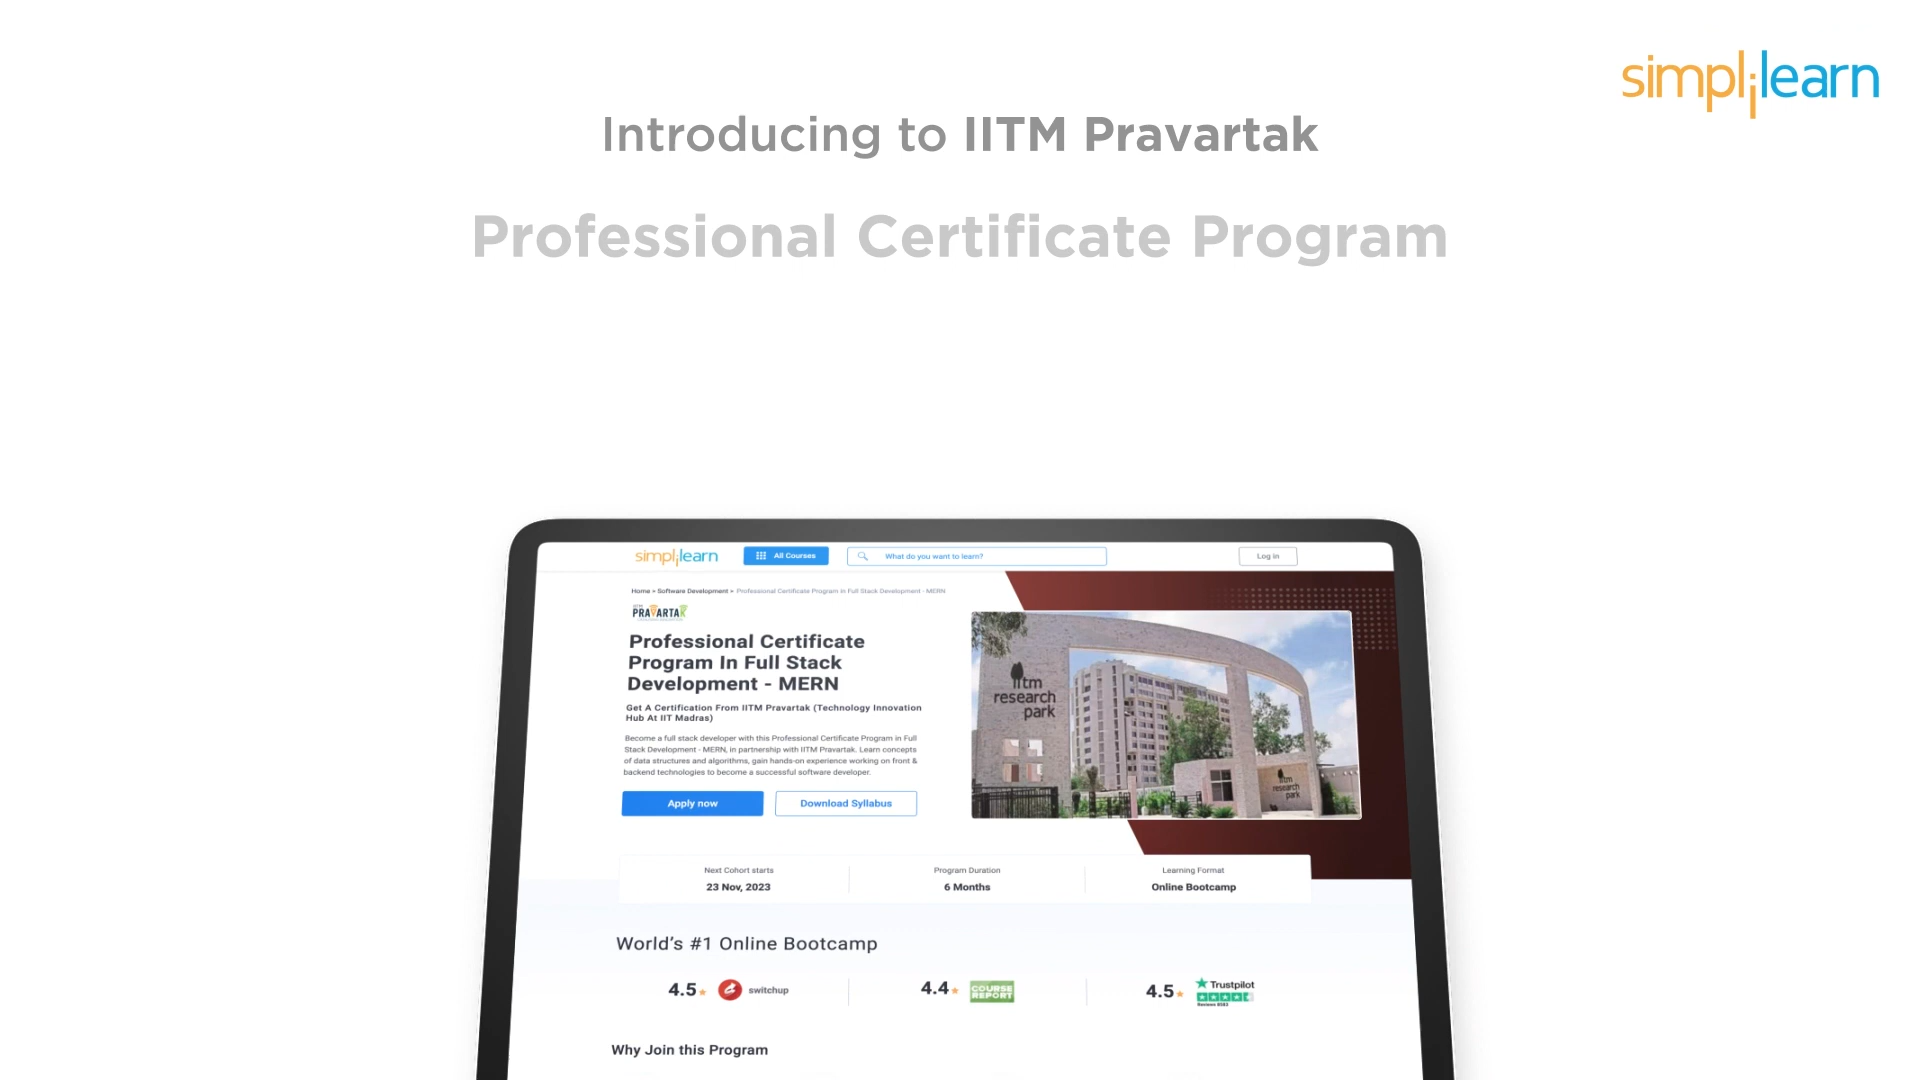 simplilearn
Introducing to IITM Pravartak
Professional Certificate Program
simplilearn
All Courses
What do you want to learn?
Log in
Home » Software Development » Professional Certificate Program In Full Stack Development - MERN
PRAVARTAK
Professional Certificate
Program In Full Stack
Development - MERN
Get A Certification From IITM Pravartak (Technology Innovation
Hub At IIT Madras)
Become a full stack developer with this Professional Certificate Program in Full
Stack Development - MERN, in partnership with IITM Pravartak. Learn concepts
of data structures and algorithms, gain hands-on experience working on front &
backend technologies to become a successful software developer.
Apply now
Download Syllabus
iitm
research
park
iitm
research
park
Next Cohort starts
23 Nov, 2023
Program Duration
6 Months
Learning Format
Online Bootcamp
World's #1 Online Bootcamp
4.5
switchup
4.4
COURSE
REPORT
4.5
Trustpilot
Why Join this Program